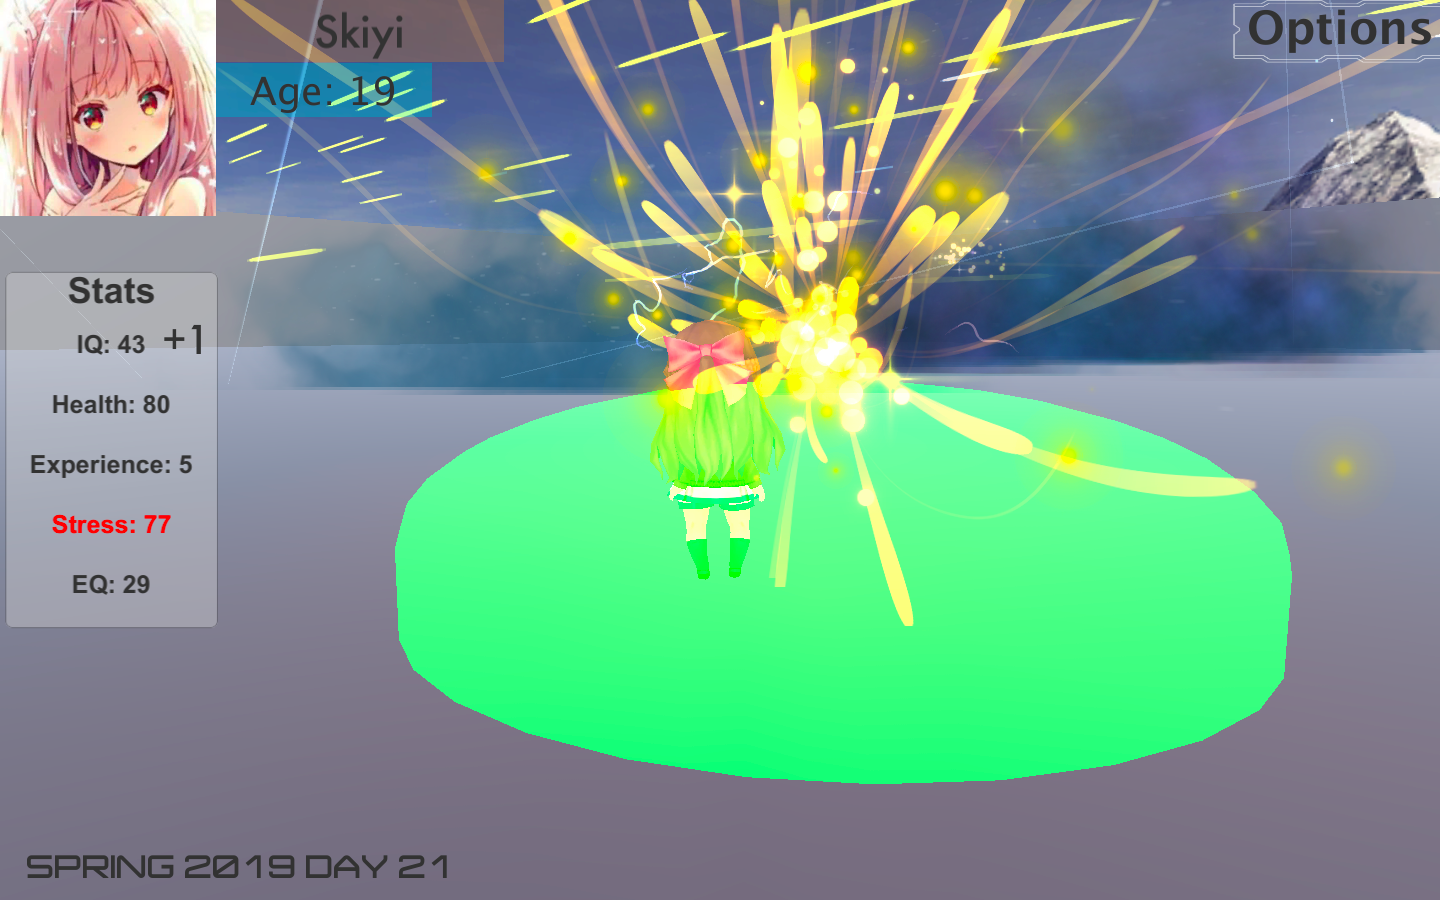 Skiyi
Age: 19
Options
Stats
IQ: 43 +1
Health: 80
Experience: 5
Stress: 77
EQ: 29
SPRING 2019 DAY 21